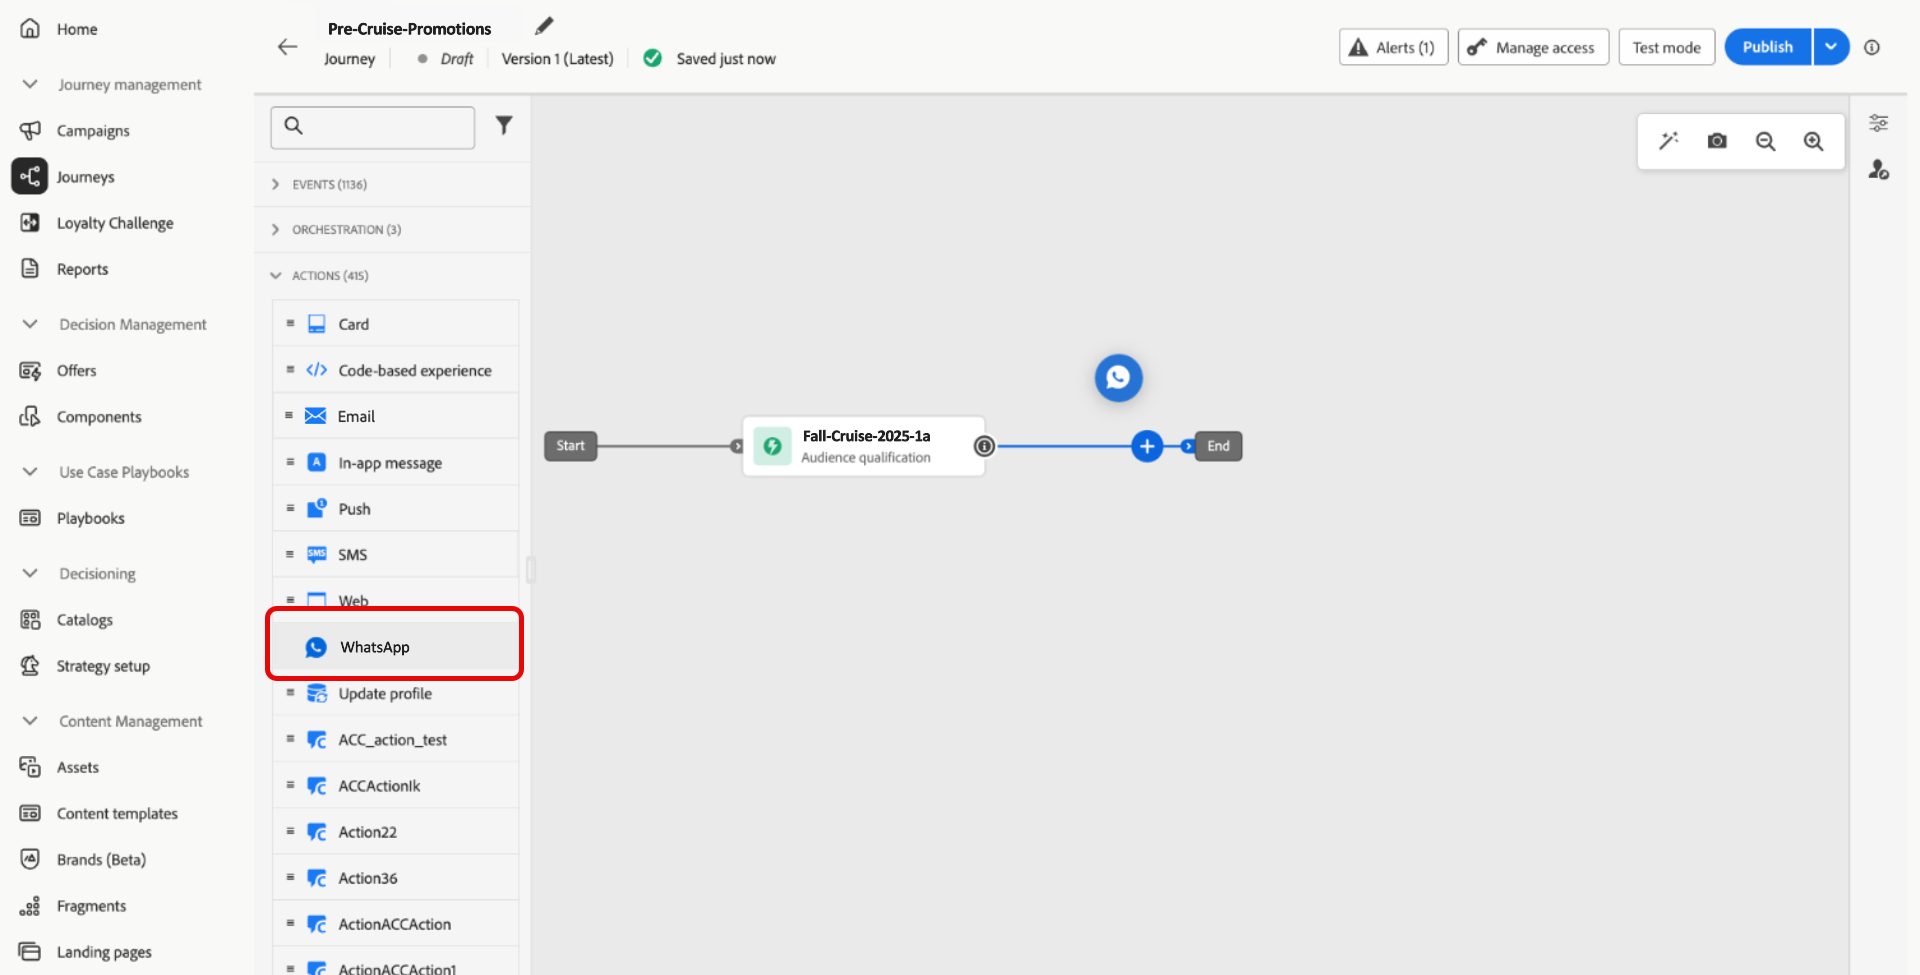 Home
Journey management
Campaigns
Journeys
Loyalty Challenge
Reports
Decision Management
Offers
Components
Use Case Playbooks
Playbooks
Decisioning
Catalogs
Strategy setup
Content Management
Assets
Content templates
Brands (Beta)
Fragments
Landing pages
Pre-Cruise-Promotions
Journey
Draft
Version 1 (Latest)
Saved just now
Alerts (1)
Manage access
Test mode
Publish
EVENTS (1136)
ORCHESTRATION (3)
ACTIONS (415)
Card
Code-based experience
Email
A
In-app message
Push
SMS
SMS
Web
WhatsApp
Update profile
ACC_action_test
ACCActionlk
Action22
Action36
ActionACCAction
ActionACCAction1
Start
Fall-Cruise-2025-1a
Audience qualification
End